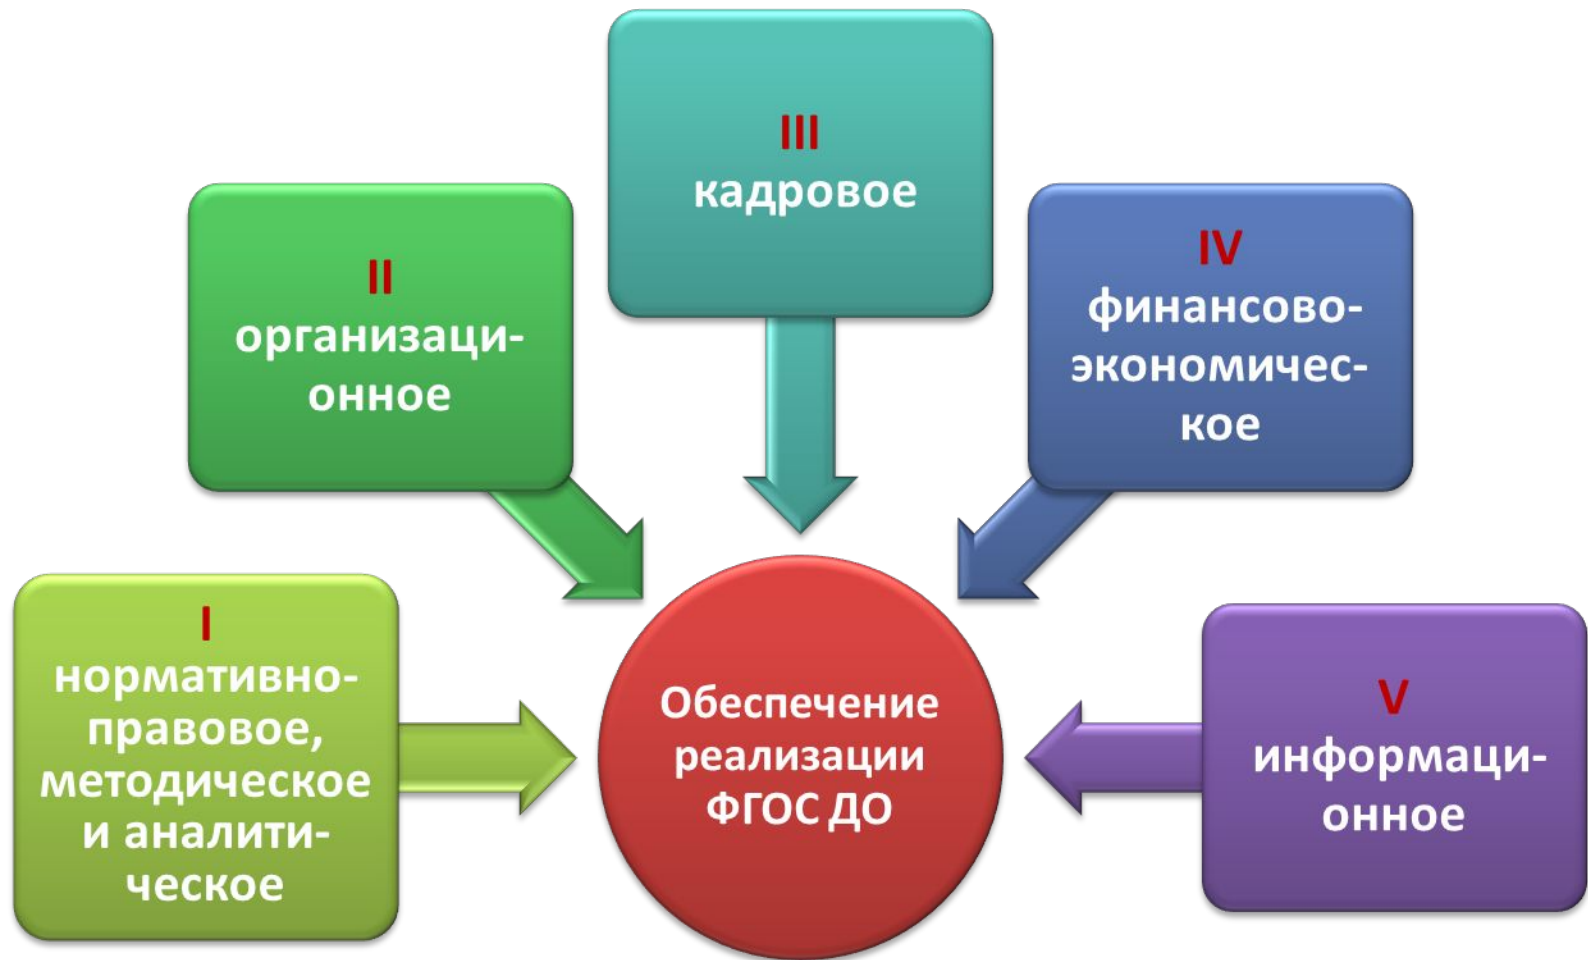 I
нормативно-
правовое,
методическое
и аналити-
ческое
II
организаци-
онное
III
кадровое
IV
финансово-
экономичес-
кое
V
информаци-
онное
Обеспечение
реализации
ФГОС ДО